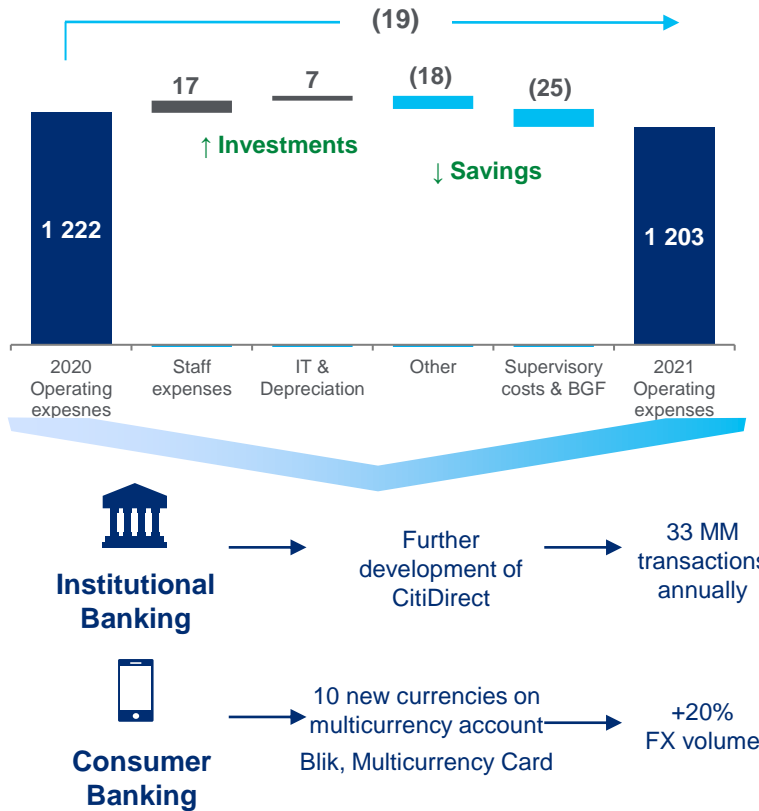 (19)
17
7
(18)
(25)
↑ Investments
↓ Savings
1 222
1 203
2020
Operating
expesnes
Staff
expenses
IT &
Depreciation
Other
Supervisory
costs & BGF
2021
Operating
expenses
Institutional
Banking
Further
development of
CitiDirect
33 MM
transactions
annually
Consumer
Banking
10 new currencies on
multicurrency account
Blik, Multicurrency Card
+20%
FX volume